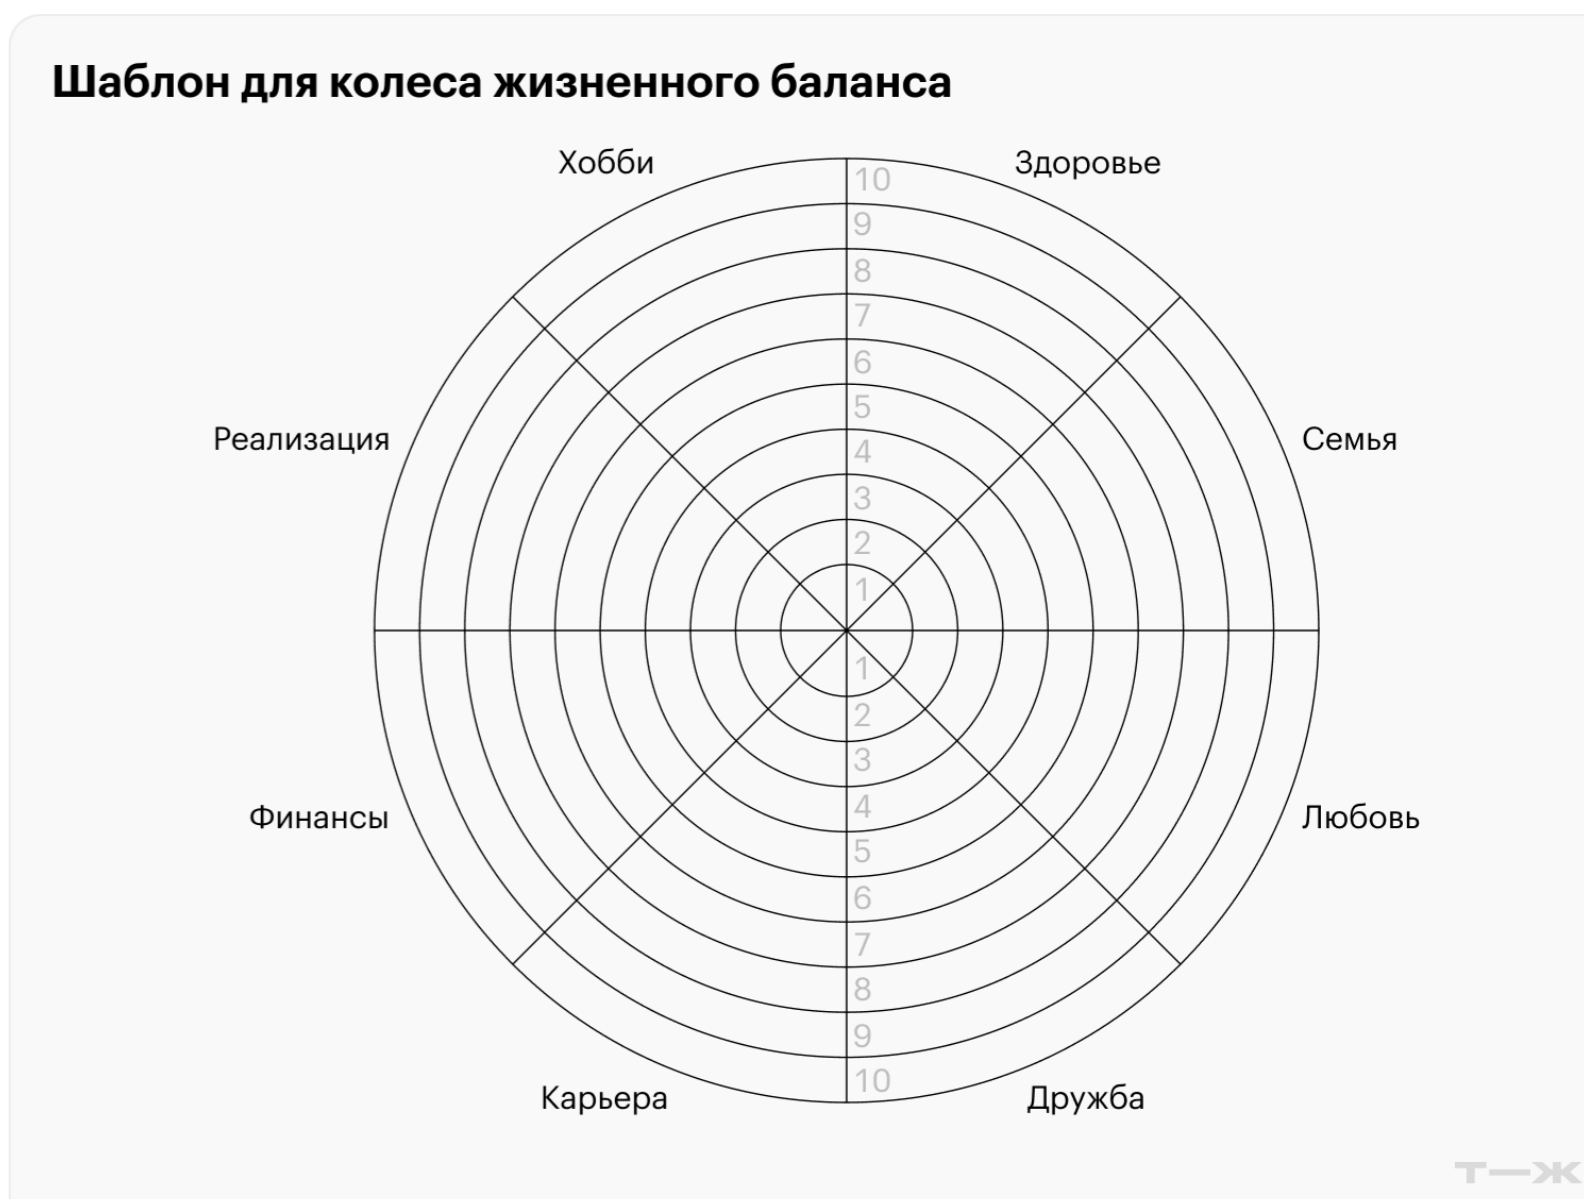 Шаблон для колеса жизненного баланса
Хобби
Здоровье
10
9
8
7
6
5
4
3
2
1
Реализация
Семья
1
2
3
4
5
6
7
8
9
10
Финансы
Любовь
Карьера
Дружба
Т—Ж